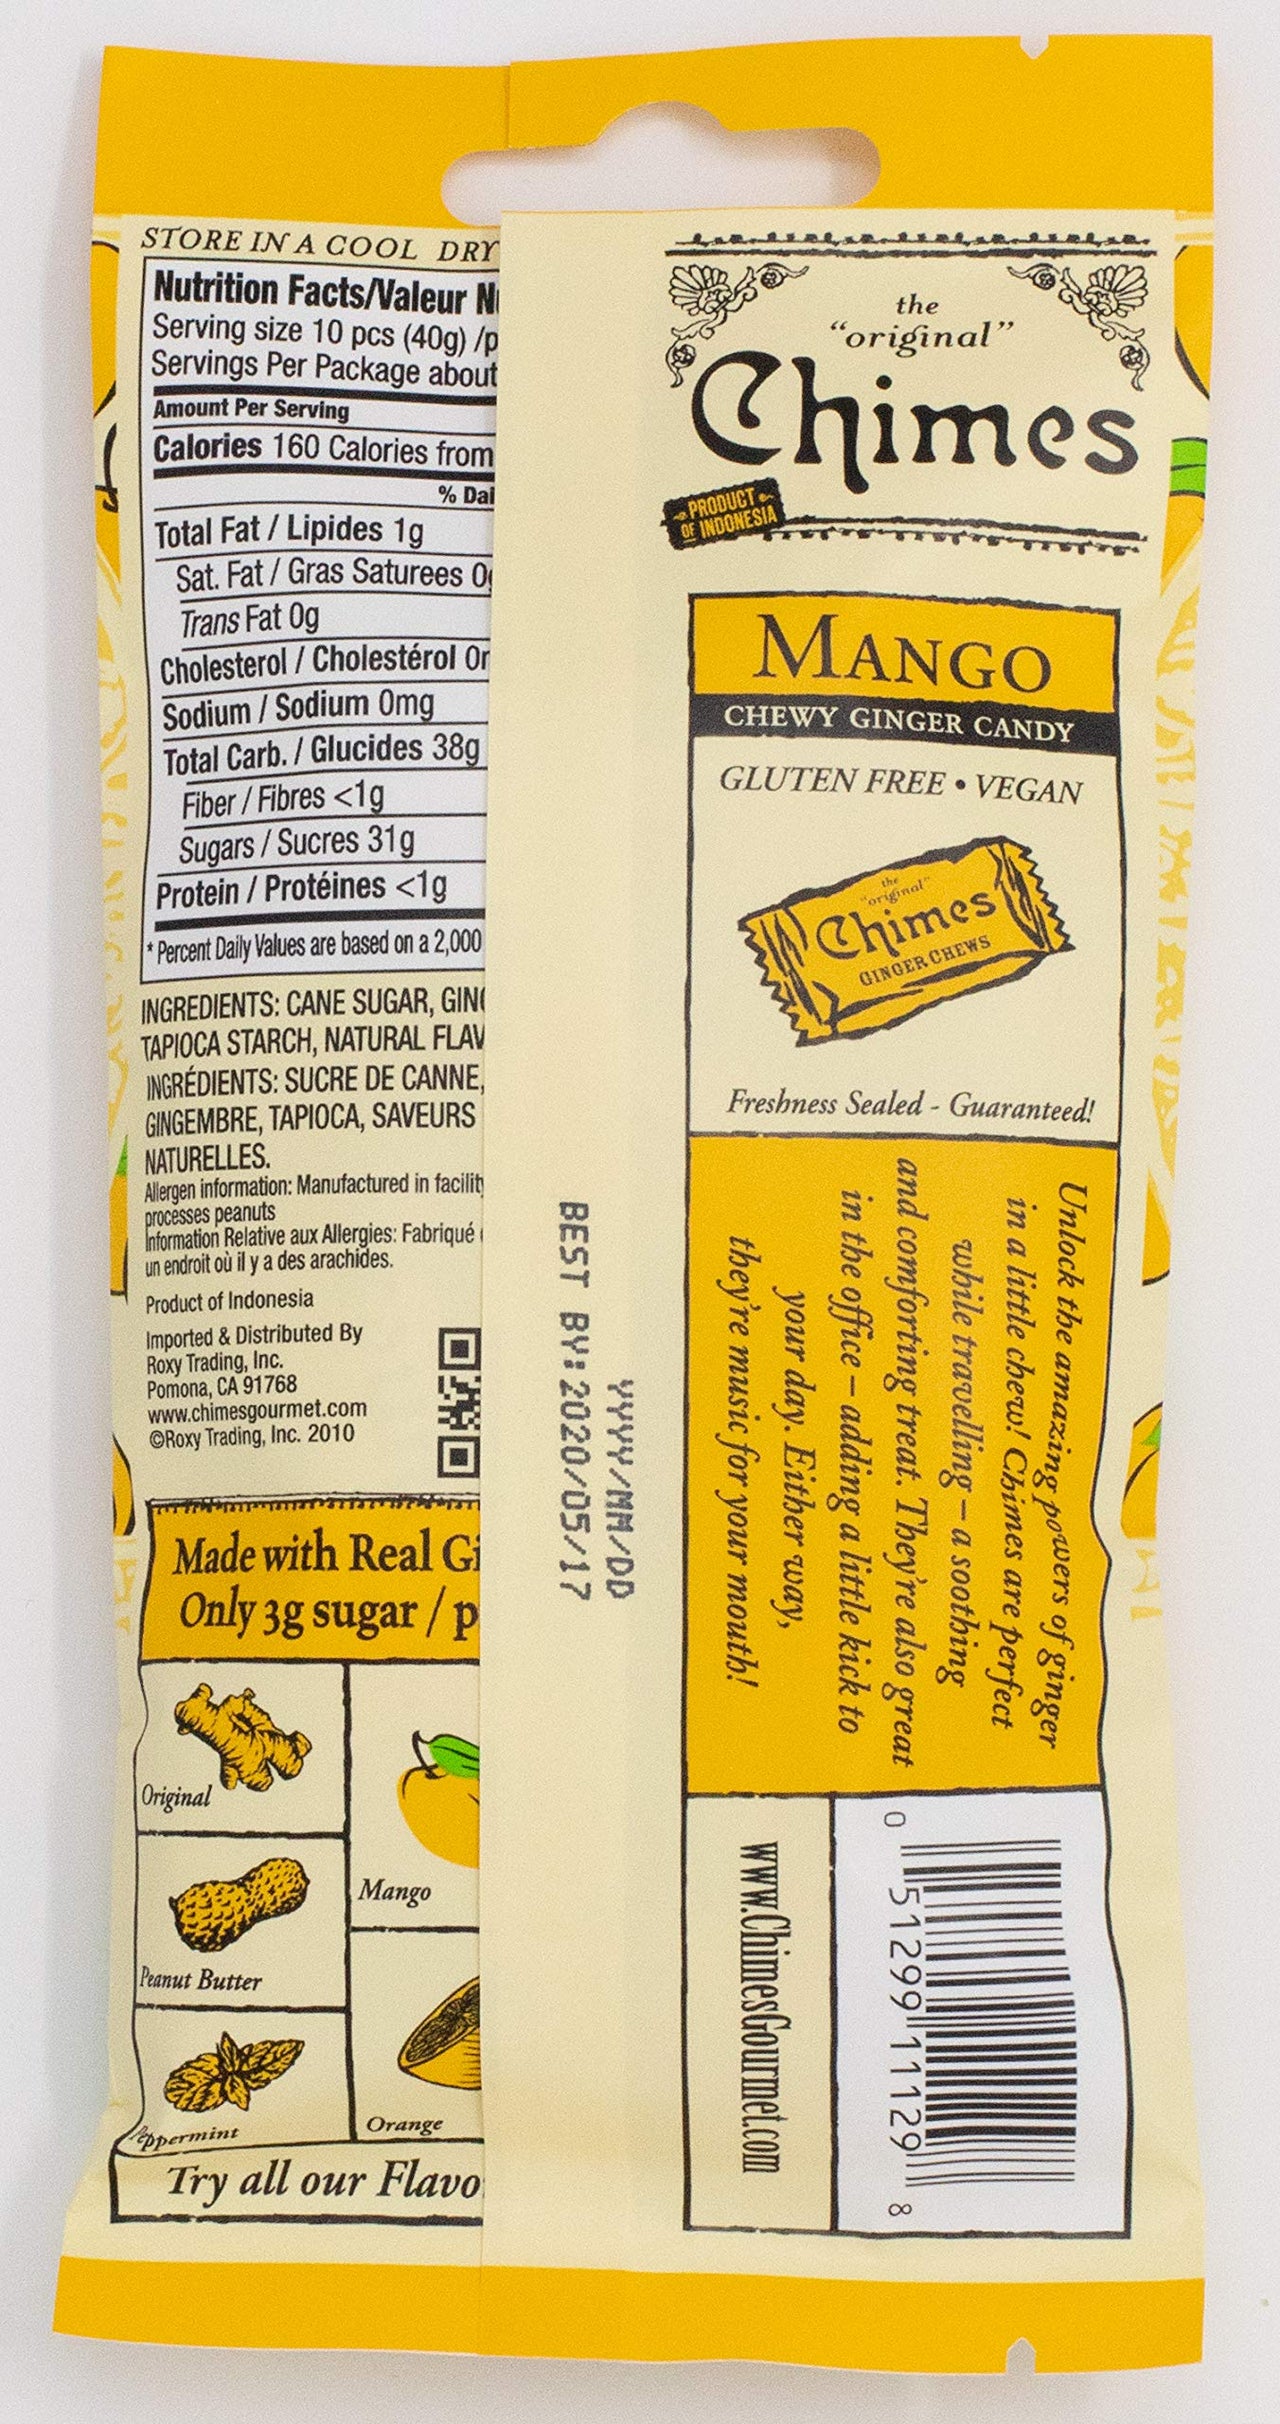 STORE IN A COOL DRY
Nutrition Facts/Valeur
Serving size 10 pcs (40g)
Servings Per Package about
Amount Per Serving
Calories 160 Calories from
%
Total Fat / Lipides 1g
Sat. Fat / Gras Saturees
Trans Fat 0g
Cholesterol / Cholestérol
Sodium / Sodium 0mg
Total Carb. / Glucides 38g
Fiber / Fibres <1g
Sugars / Sucres 31g
Protein / Protéines <1g
* Percent Daily Values are based on a 2,000
INGREDIENTS: CANE SUGAR,
TAPIOCA STARCH, NATURAL
INGRÉDIENTS: SUCRE DE CANNE,
GINGEMBRE, TAPIOCA, SAVEURS
NATURELLES.
Allergen information: Manufactured in
processes peanuts
Information Relative aux Allergies: Fabriqué
un endroit où il y a des arachides.
Product of Indonesia
Imported & Distributed By
Roxy Trading, Inc.
Pomona, CA 91768
www.chimesgourmet.com
©Roxy Trading, Inc. 2010
Made with Real
Only 3g sugar /
Original
Mango
Peanut Butter
Peppermint
Orange
Try all our
YYYY/MM/DD
BEST BY: 2020/05/17
the
"original"
Chimes
PRODUCT
OF INDONESIA
MANGO
CHEWY GINGER CANDY
GLUTEN FREE • VEGAN
the
"original"
Chimes
GINGER CHEWS
Freshness Sealed - Guaranteed!
Unlock the amazing powers of ginger
in a little chew! Chimes are perfect
while travelling – a soothing
and comforting treat. They're also great
in the office – adding a little kick to
your day. Either way,
they're music for your mouth!
www.ChimesGourmet.com
0 51299 11129 8